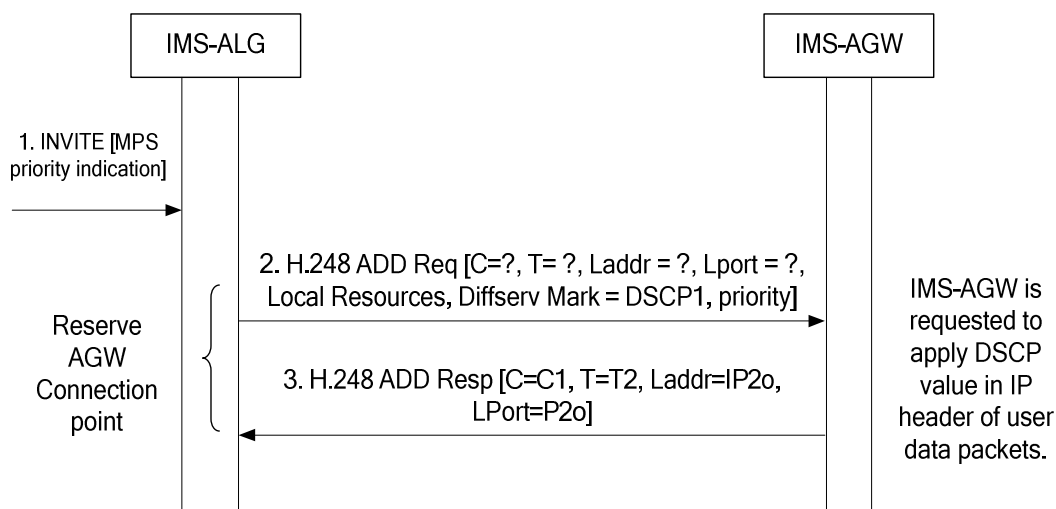 IMS-ALG
IMS-AGW
1. INVITE [MPS
priority indication]
2. H.248 ADD Req [C=?, T= ?, Laddr = ?, Lport = ?,
Local Resources, Diffserv Mark = DSCP1, priority]
Reserve
AGW
Connection
point
3. H.248 ADD Resp [C=C1, T=T2, Laddr=IP2o,
LPort=P2o]
IMS-AGW is
requested to
apply DSCP
value in IP
header of user
data packets.